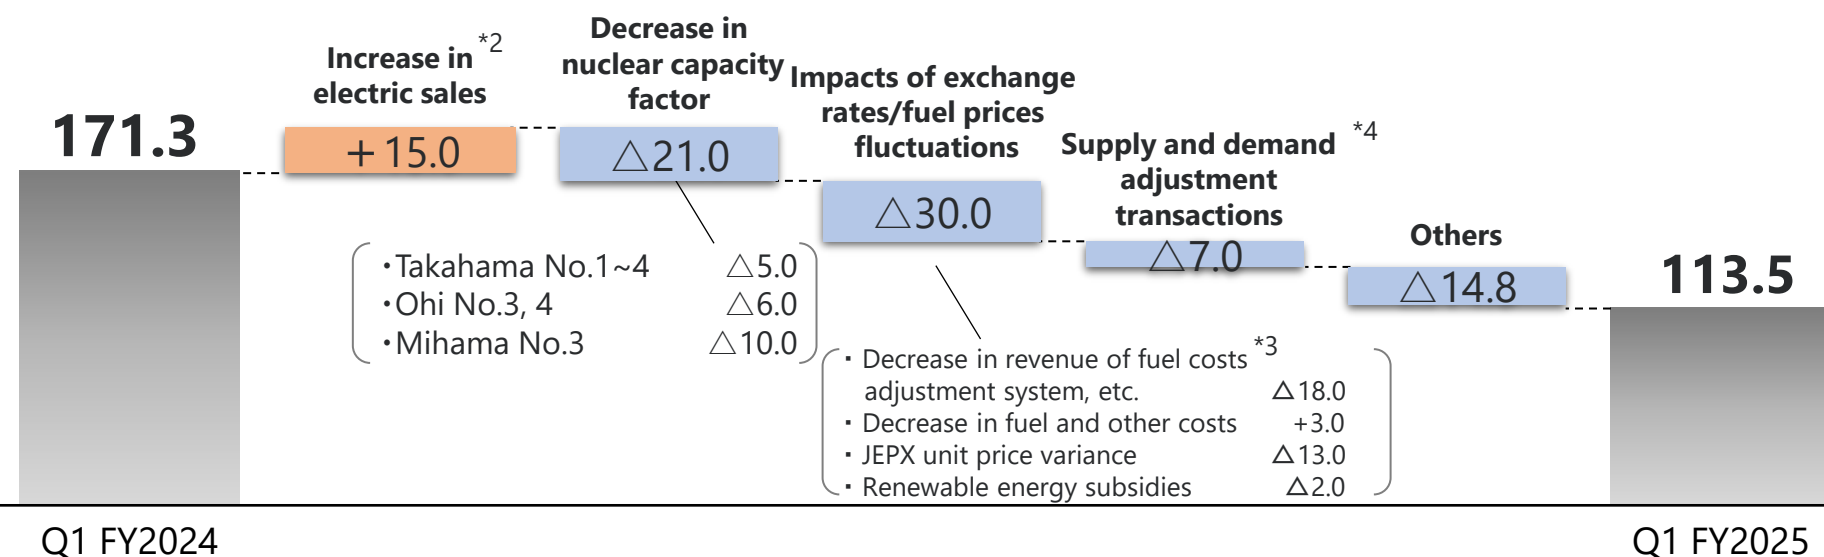 171.3
Increase in *2
electric sales
+15.0
Decrease in
nuclear capacity
factor
△21.0
・Takahama No.1~4 △5.0
・Ohi No.3, 4 △6.0
・Mihama No.3 △10.0
Impacts of exchange
rates/fuel prices
fluctuations
△30.0
・ Decrease in revenue of fuel costs *3
adjustment system, etc. △18.0
・ Decrease in fuel and other costs +3.0
・ JEPX unit price variance △13.0
・ Renewable energy subsidies △2.0
Supply and demand *4
adjustment
transactions
△7.0
Others
△14.8
113.5
Q1 FY2024
Q1 FY2025